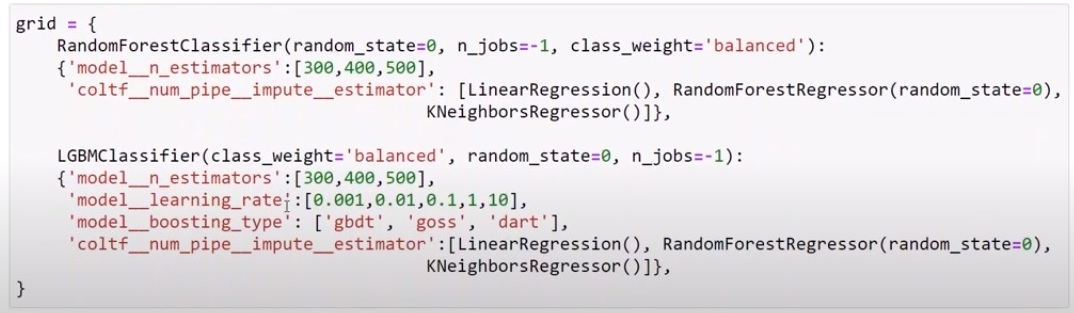 grid = {
    RandomForestClassifier(random_state=0, n_jobs=-1, class_weight='balanced'):
    {'model__n_estimators':[300,400,500],
     'coltf__num_pipe__impute__estimator': [LinearRegression(), RandomForestRegressor(random_state=0),
                                            KNeighborsRegressor()]},
    LGBMClassifier(class_weight='balanced', random_state=0, n_jobs=-1):
    {'model__n_estimators':[300,400,500],
     'model__learning_rate':[0.001,0.01,0.1,1,10],
     'model__boosting_type': ['gbdt', 'goss', 'dart'],
     'coltf__num_pipe__impute__estimator':[LinearRegression(), RandomForestRegressor(random_state=0),
                                            KNeighborsRegressor()]},
}